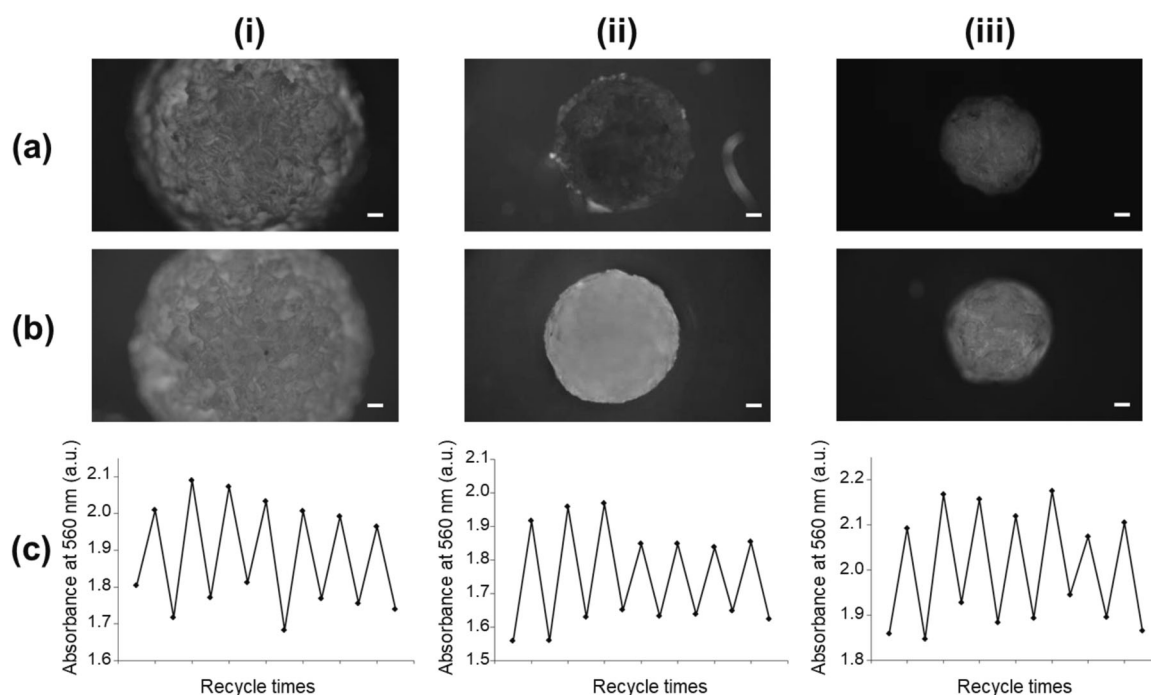 (i) (ii) (iii)
(a)
(b)
(c)
Absorbance at 560 nm (a.u.)
2.1
2.0
1.9
1.8
1.7
1.6
Recycle times
Absorbance at 560 nm (a.u.)
2.1
2.0
1.9
1.8
1.7
1.6
1.5
Recycle times
Absorbance at 560 nm (a.u.)
2.2
2.1
2.0
1.9
1.8
Recycle times